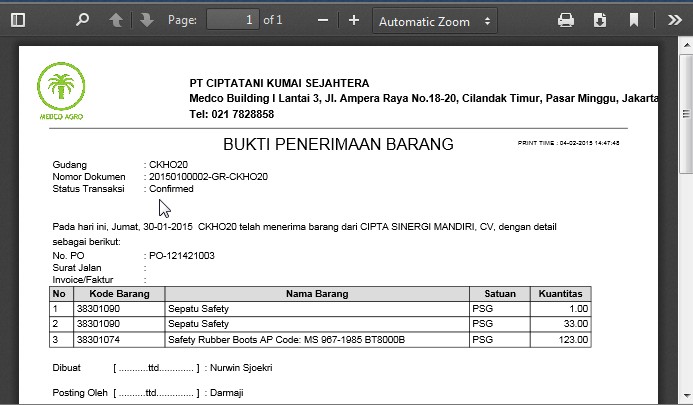 Page: 1 of 1 Automatic Zoom
MEDCO AGRO
PT CIPTATANI KUMAI SEJAHTERA
Medco Building I Lantai 3, Jl. Ampera Raya No.18-20, Cilandak Timur, Pasar Minggu, Jakarta
Tel: 021 7828858
BUKTI PENERIMAAN BARANG
PRINT TIME : 04-02-2015 14:47:48
Gudang : CKHO20
Nomor Dokumen : 20150100002-GR-CKHO20
Status Transaksi : Confirmed
Pada hari ini, Jumat, 30-01-2015 CKHO20 telah menerima barang dari CIPTA SINERGI MANDIRI, CV, dengan detail
sebagai berikut:
No. PO : PO-121421003
Surat Jalan :
Invoice/Faktur :
No Kode Barang Nama Barang Satuan Kuantitas
1 38301090 Sepatu Safety PSG 1.00
2 38301090 Sepatu Safety PSG 33.00
3 38301074 Safety Rubber Boots AP Code: MS 967-1985 BT8000B PSG 123.00
Dibuat [ ...........ttd............. ] : Nurwin Sjoekri
Posting Oleh [ ...........ttd............. ] : Darmaji